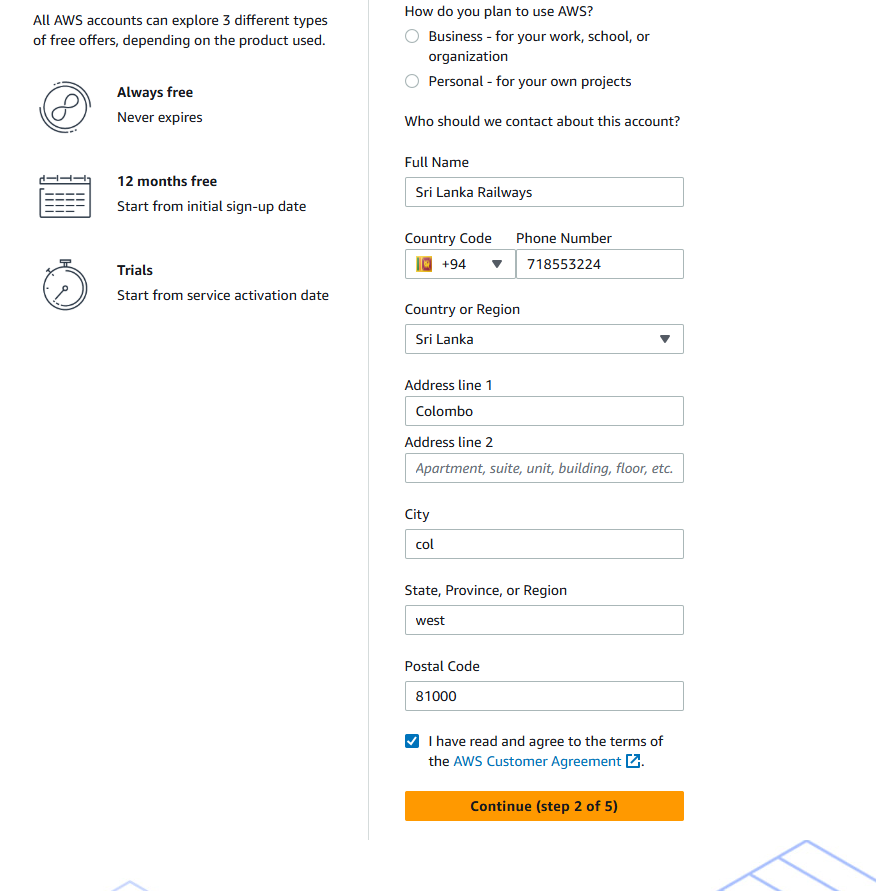 All AWS accounts can explore 3 different types
of free offers, depending on the product used.
Always free
Never expires
12 months free
Start from initial sign-up date
Trials
Start from service activation date
How do you plan to use AWS?
Business - for your work, school, or
organization
Personal - for your own projects
Who should we contact about this account?
Full Name
Sri Lanka Railways
Country Code Phone Number
+94 718553224
Country or Region
Sri Lanka
Address line 1
Colombo
Address line 2
Apartment, suite, unit, building, floor, etc.
City
col
State, Province, or Region
west
Postal Code
81000
I have read and agree to the terms of
the AWS Customer Agreement.
Continue (step 2 of 5)